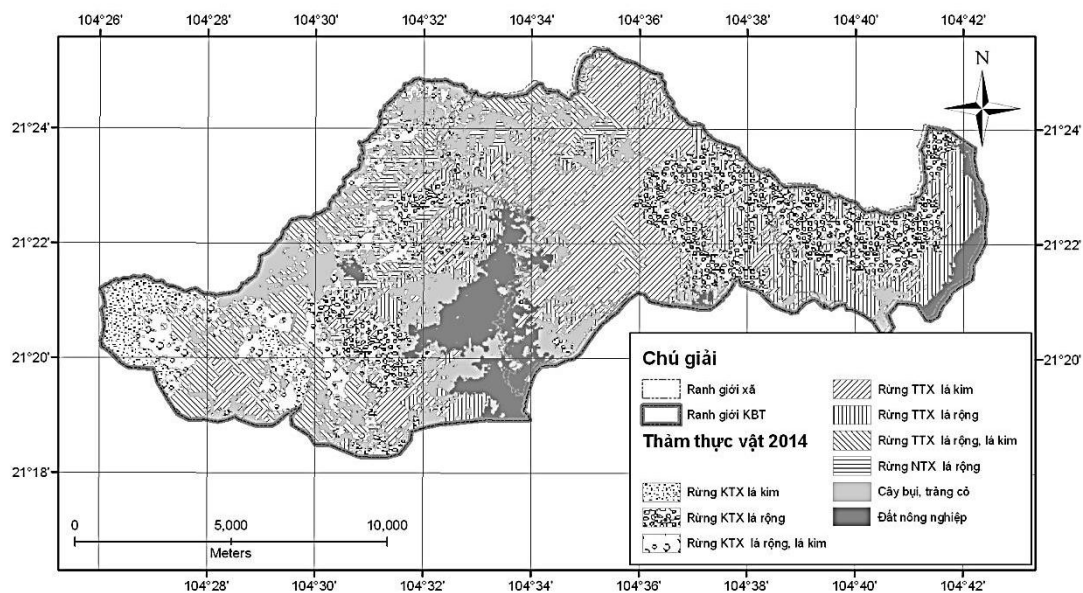 104°26' 104°28' 104°30' 104°32' 104°34' 104°36' 104°38' 104°40' 104°42'
N
21°24' 21°24'
21°22' 21°22'
21°20' 21°20'
21°18'
Chú giải
Ranh giới xã
Ranh giới KBT
Thảm thực vật 2014
Rừng KTX lá kim
Rừng KTX lá rộng
Rừng KTX lá rộng, lá kim
Rừng TTX lá kim
Rừng TTX lá rộng
Rừng TTX lá rộng, lá kim
Rừng NTX lá rộng
Cây bụi, trảng cỏ
Đất nông nghiệp
0 5,000 10,000
Meters
104°28' 104°30' 104°32' 104°34' 104°36' 104°38' 104°40' 104°42'